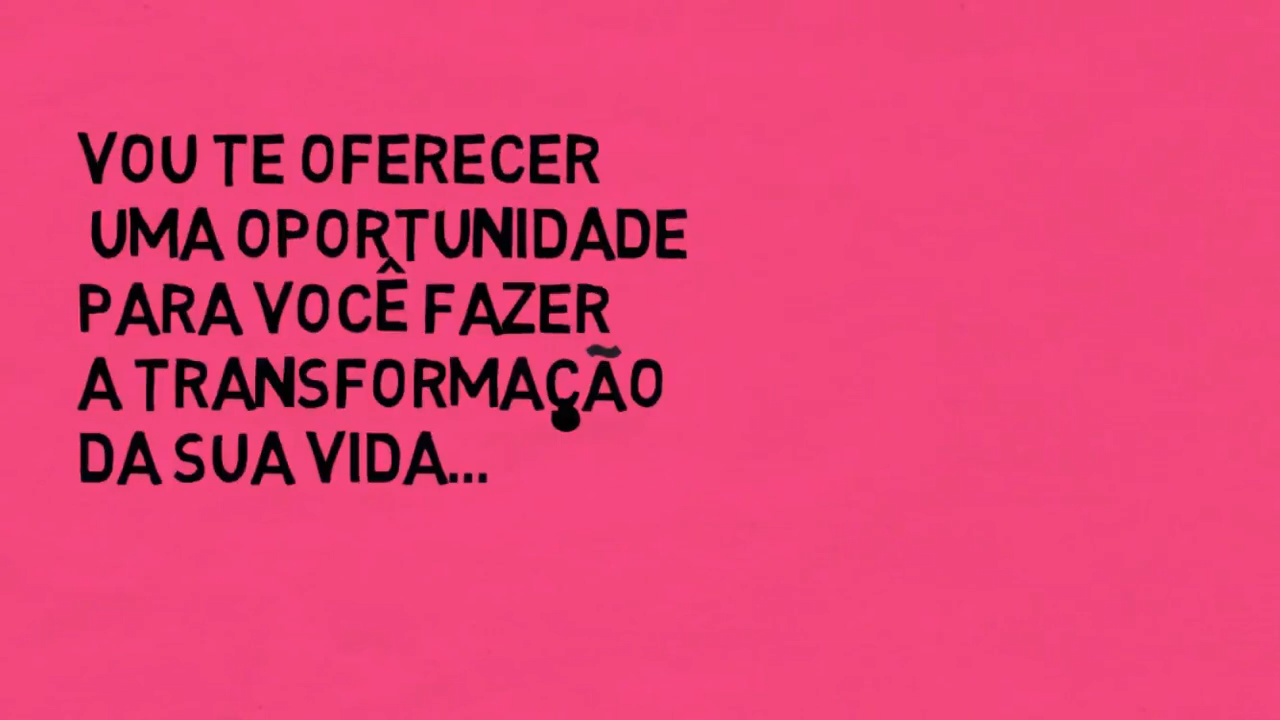 VOU TE OFERECER
UMA OPORTUNIDADE
PARA VOCÊ FAZER
A TRANSFORMAÇÃO
DA SUA VIDA...